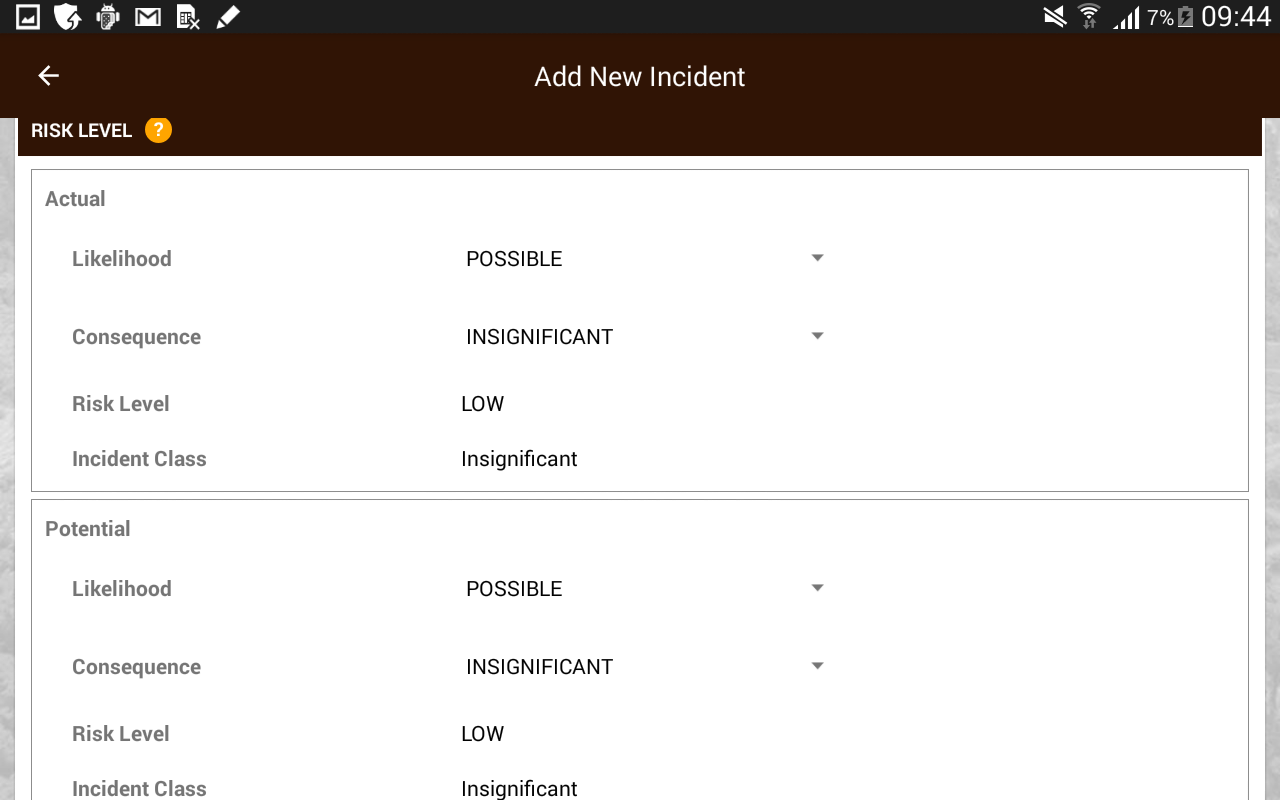 7% 09:44
Add New Incident
RISK LEVEL ?
Actual
Likelihood POSSIBLE
Consequence INSIGNIFICANT
Risk Level LOW
Incident Class Insignificant
Potential
Likelihood POSSIBLE
Consequence INSIGNIFICANT
Risk Level LOW
Incident Class Insignificant